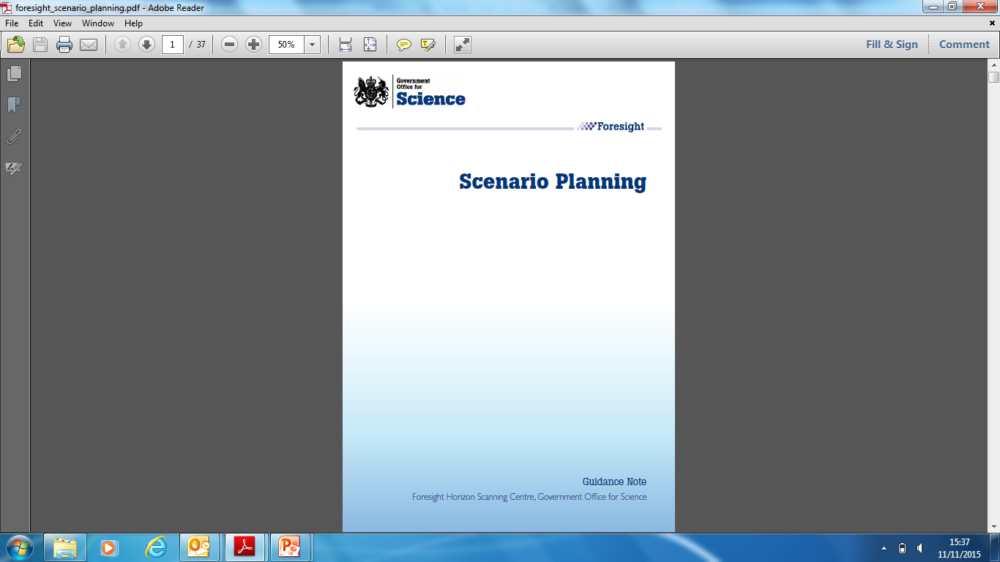 foresight_scenario_planning.pdf - Adobe Reader
File Edit View Window Help
1 / 37 50% Fill & Sign Comment
Government
Office for
Science
Foresight
Scenario Planning
Guidance Note
Foresight Horizon Scanning Centre, Government Office for Science
15:37
11/11/2015